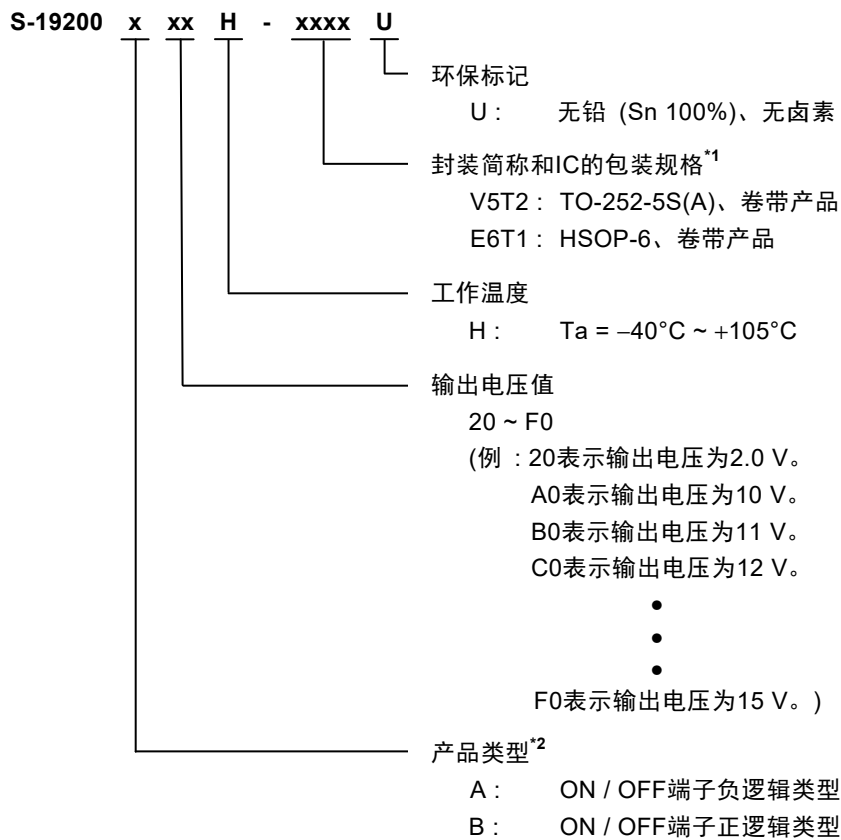 S-19200 x xx H - xxxx U
环保标记
U : 无铅 (Sn 100%)、无卤素
封装简称和IC的包装规格*1
V5T2 : TO-252-5S(A)、卷带产品
E6T1 : HSOP-6、卷带产品
工作温度
H : Ta = −40°C ~ +105°C
输出电压值
20 ~ F0
(例 : 20表示输出电压为2.0 V。
A0表示输出电压为10 V。
B0表示输出电压为11 V。
C0表示输出电压为12 V。
•
•
•
F0表示输出电压为15 V。)
产品类型*2
A : ON / OFF端子负逻辑类型
B : ON / OFF端子正逻辑类型